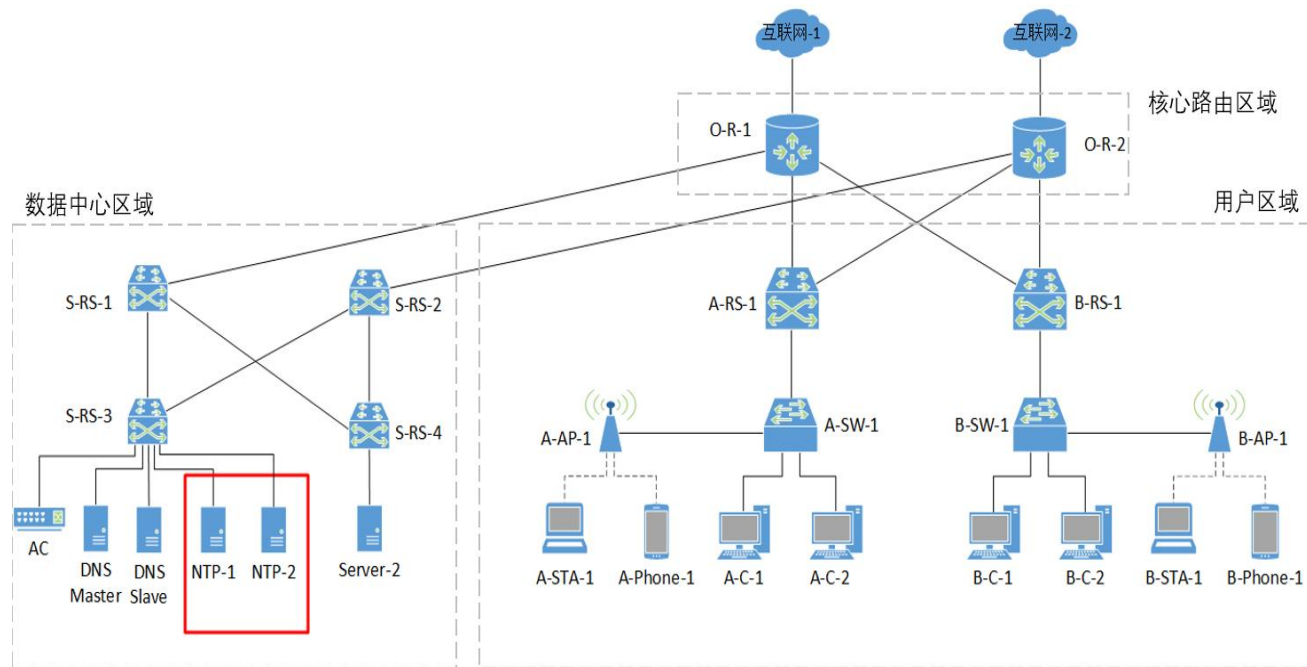 互联网-1
互联网-2
核心路由区域
O-R-1
O-R-2
数据中心区域
用户区域
S-RS-1
S-RS-2
A-RS-1
B-RS-1
S-RS-3
S-RS-4
A-AP-1
A-SW-1
B-SW-1
B-AP-1
AC
DNS
Master
DNS
Slave
NTP-1
NTP-2
Server-2
A-STA-1
A-Phone-1
A-C-1
A-C-2
B-C-1
B-C-2
B-STA-1
B-Phone-1